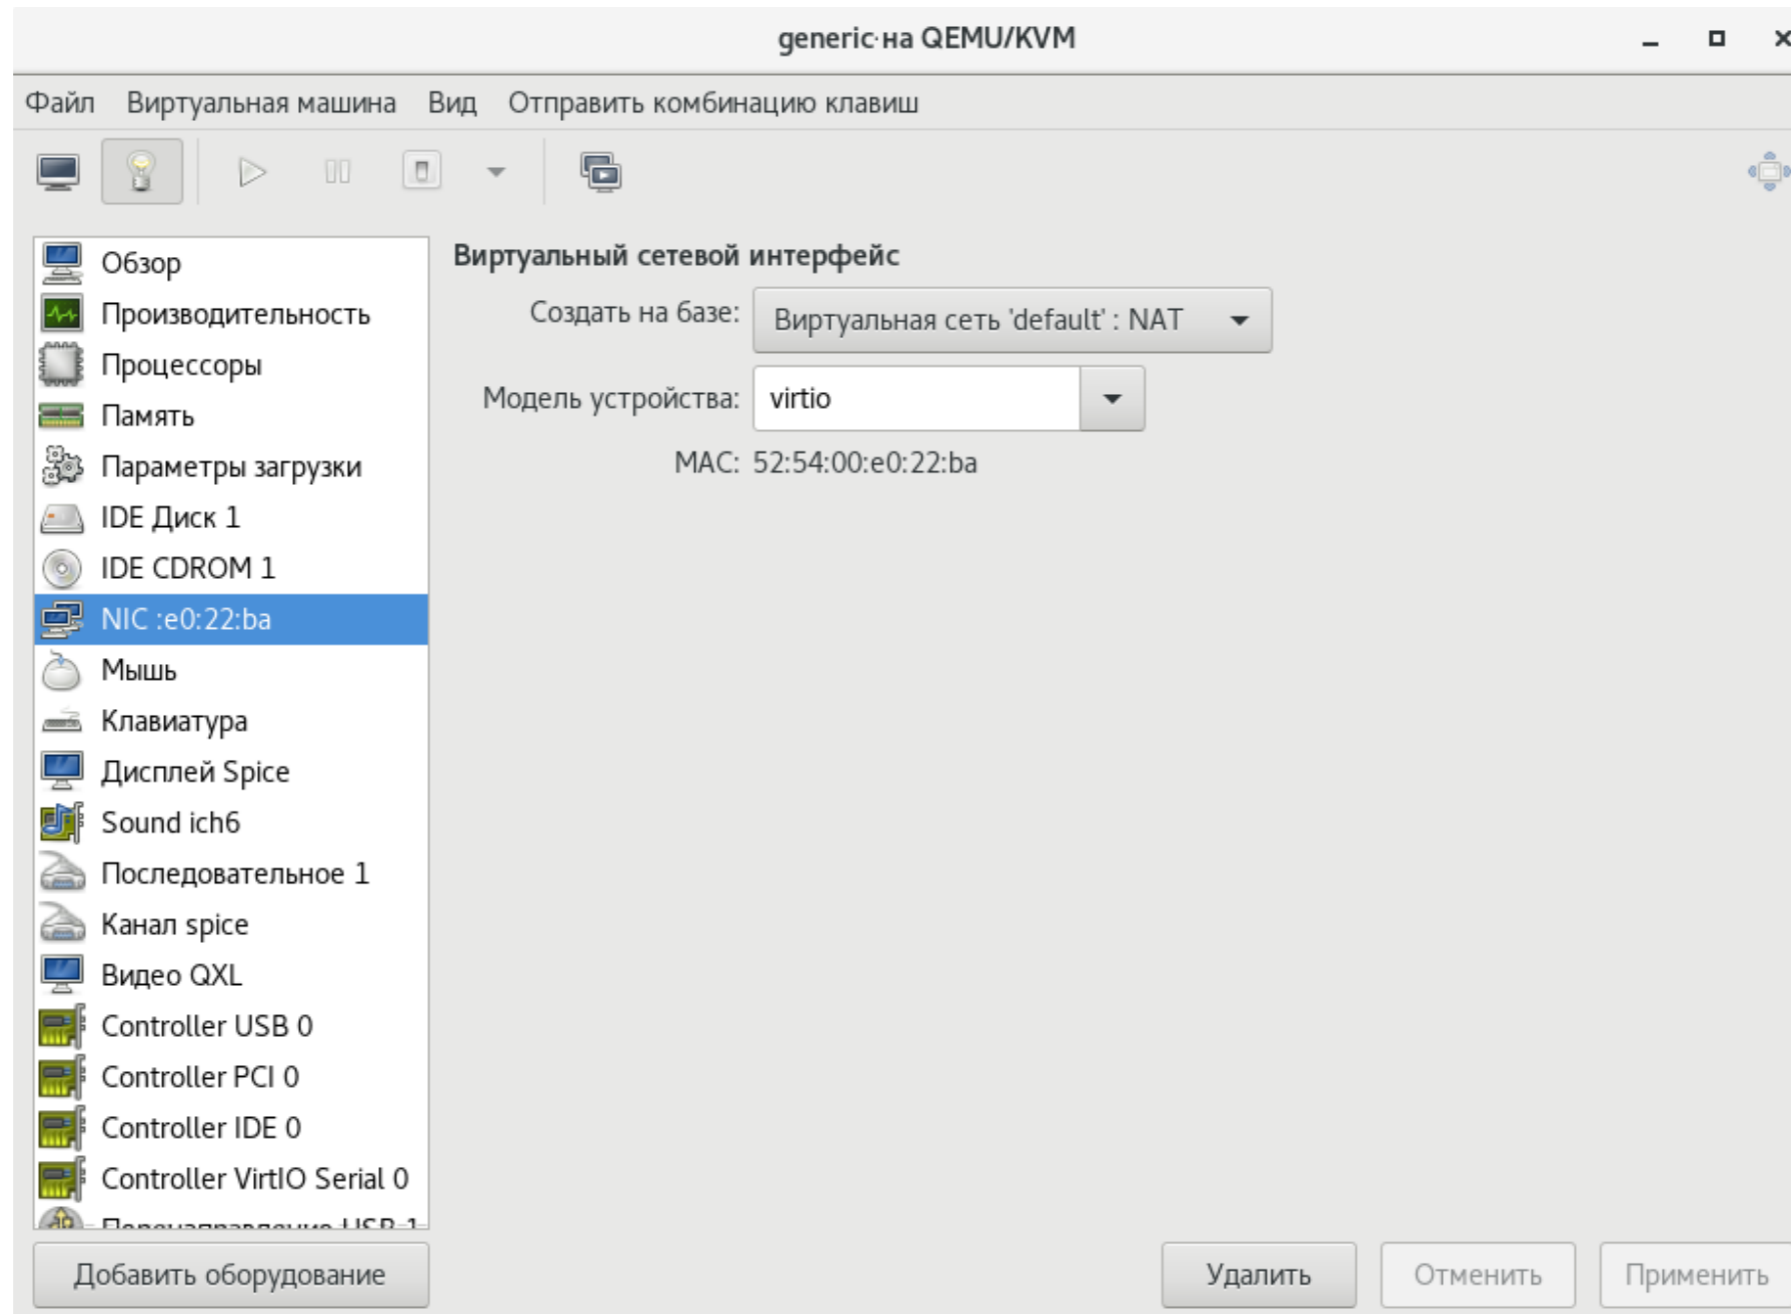 generic на QEMU/KVM
Файл Виртуальная машина Вид Отправить комбинацию клавиш
Обзор
Производительность
Процессоры
Память
Параметры загрузки
IDE Диск 1
IDE CDROM 1
NIC :e0:22:ba
Мышь
Клавиатура
Дисплей Spice
Sound ich6
Последовательное 1
Канал spice
Видео QXL
Controller USB 0
Controller PCI 0
Controller IDE 0
Controller VirtIO Serial 0
Перенаправление USB 1
Добавить оборудование
Виртуальный сетевой интерфейс
Создать на базе: Виртуальная сеть 'default' : NAT
Модель устройства: virtio
MAC: 52:54:00:e0:22:ba
Удалить Отменить Применить